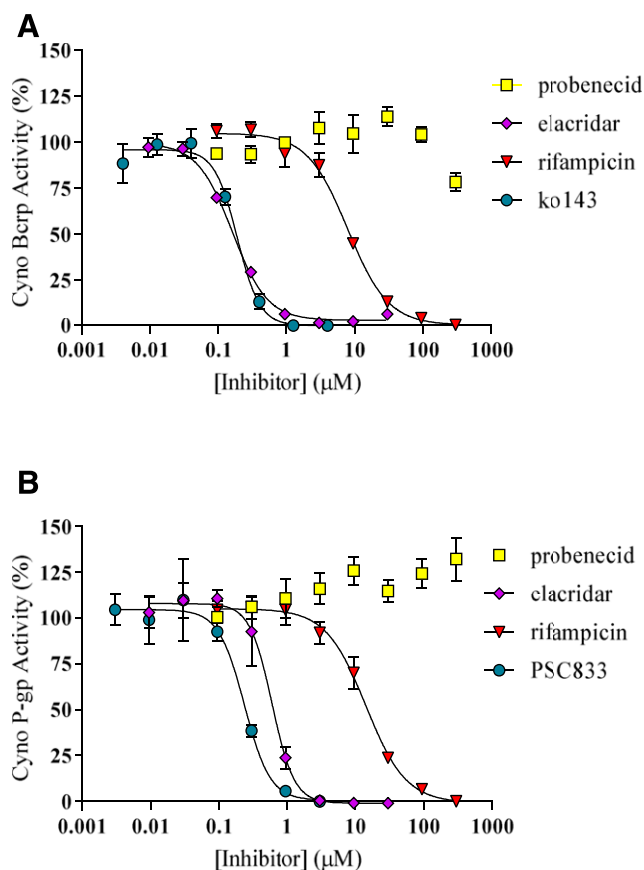 A
150
125
100
75
50
25
0
Cyno Bcrp Activity (%)
0.001 0.01 0.1 1 10 100 1000
[Inhibitor] (μM)
probenecid
elacridar
rifampicin
ko143
B
150
125
100
75
50
25
0
Cyno P-gp Activity (%)
0.001 0.01 0.1 1 10 100 1000
[Inhibitor] (μM)
probenecid
elacridar
rifampicin
PSC833